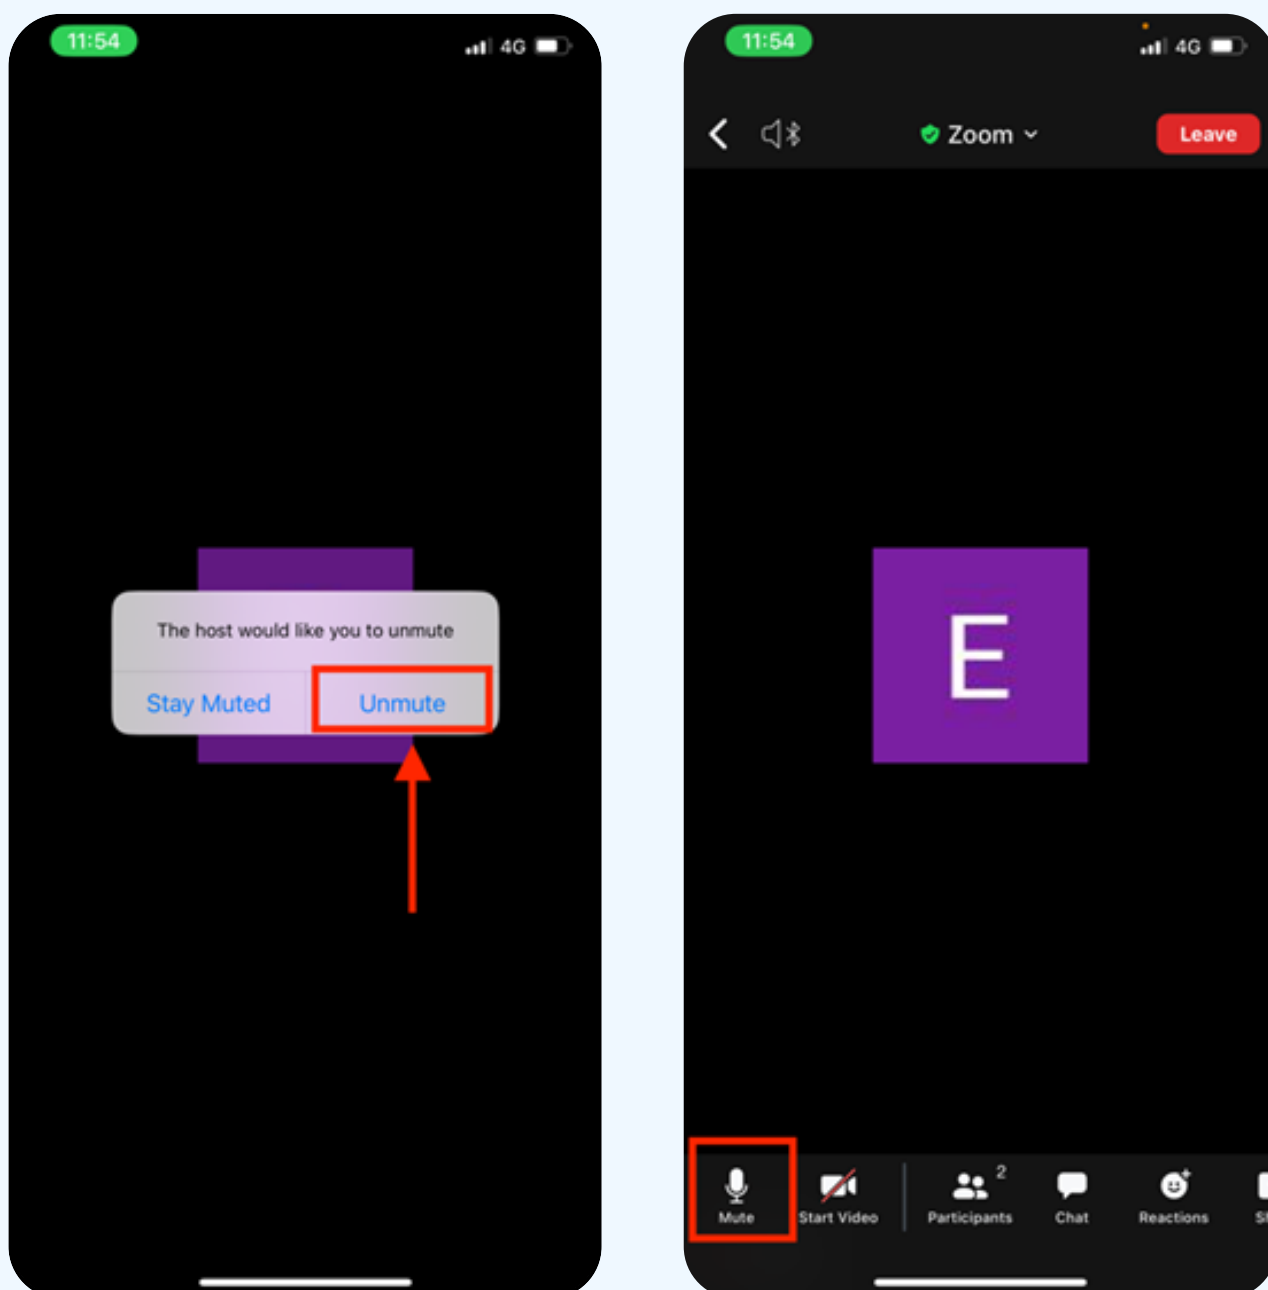 11:54
4G
The host would like you to unmute
Stay Muted
Unmute
11:54
4G
Zoom
Leave
E
2
Mute
Start Video
Participants
Chat
Reactions